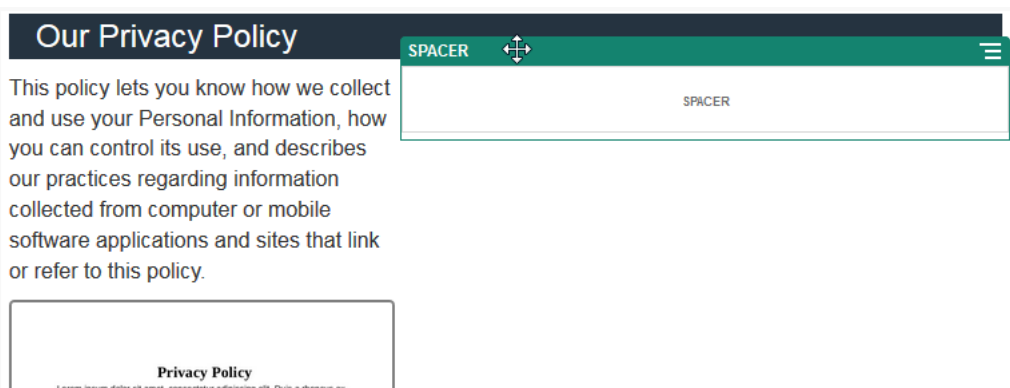 Our Privacy Policy
SPACER
SPACER
This policy lets you know how we collect
and use your Personal Information, how
you can control its use, and describes
our practices regarding information
collected from computer or mobile
software applications and sites that link
or refer to this policy.
Privacy Policy